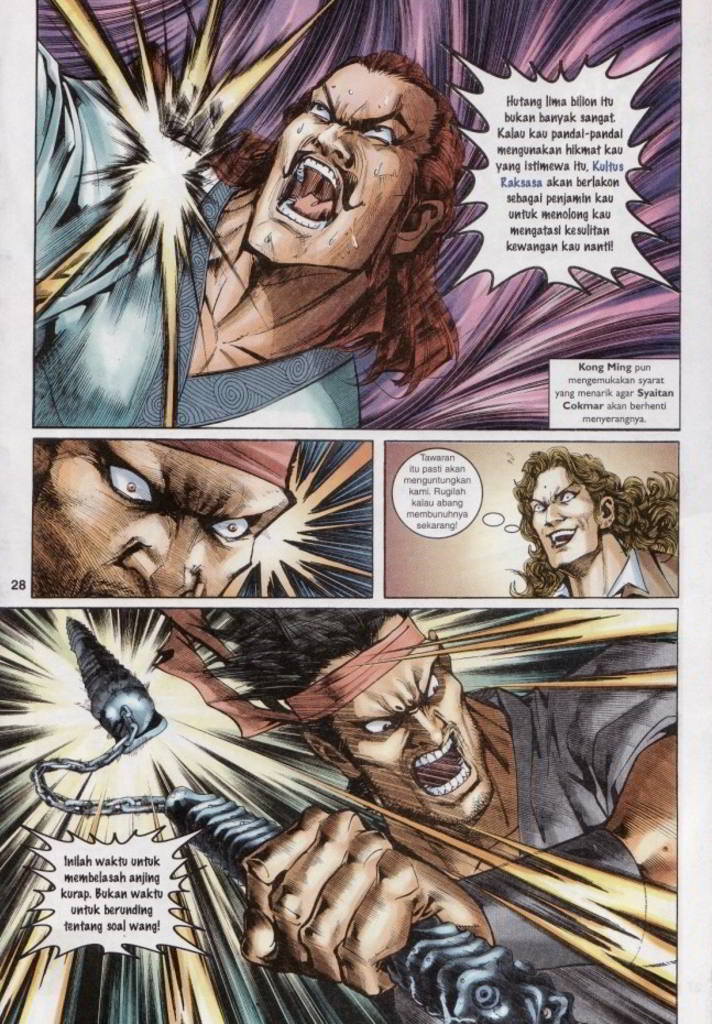 Hutang lima bilion itu
bukan banyak sangat.
Kalau kau pandai-pandai
mengunakan hikmat kau
yang istimewa itu, Kultus
Raksasa akan berlakon
sebagai penjamin kau
untuk menolong kau
mengatasi kesulitan
kewangan kau nanti!
Kong Ming pun
mengemukakan syarat
yang menarik agar Syaitan
Cokmar akan berhenti
menyerangnya.
Tawaran
itu pasti akan
menguntungkan
kami. Rugilah
kalau abang
membunuhnya
sekarang!
28
Inilah waktu untuk
membelasah anjing
kurap. Bukan waktu
untuk berunding
tentang soal wang!